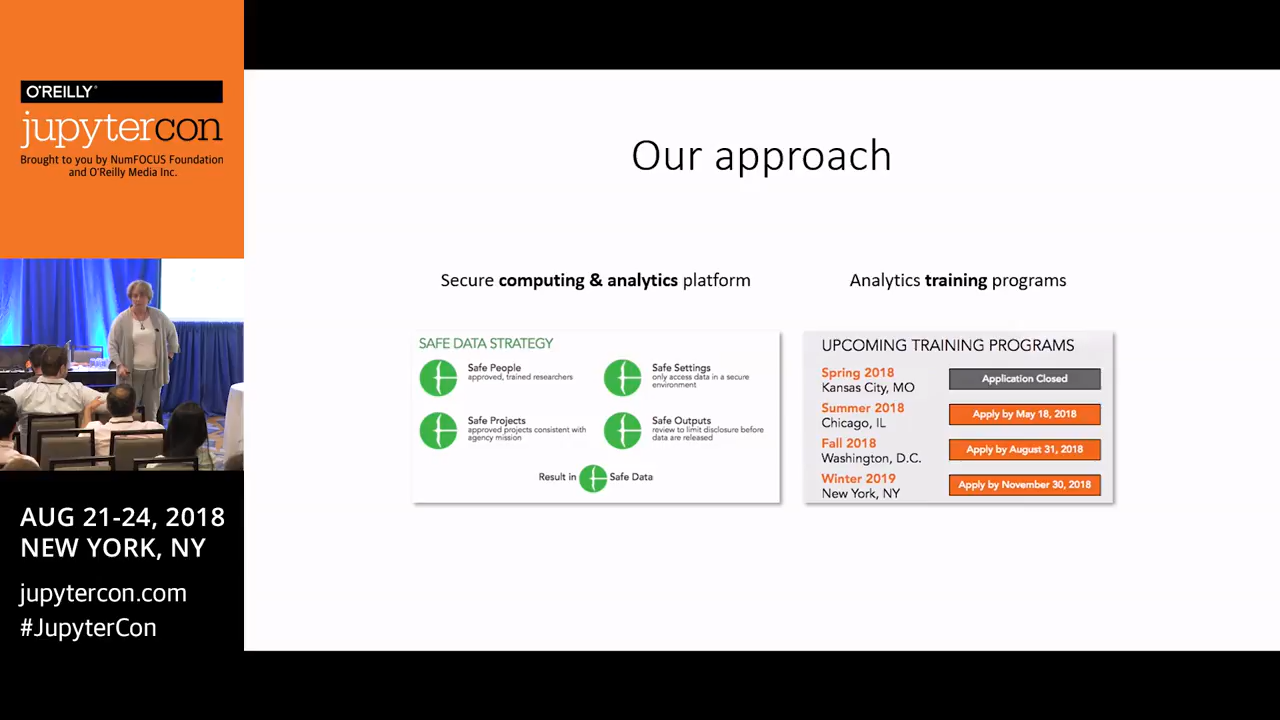 O'REILLY®
jupytercon
Brought to you by NumFOCUS Foundation
and O'Reilly Media Inc.
AUG 21-24, 2018
NEW YORK, NY
jupytercon.com
#JupyterCon
Our approach
Secure computing & analytics platform
SAFE DATA STRATEGY
Safe People
approved, trained researchers
Safe Settings
only access data in a secure
environment
Safe Projects
approved projects consistent with
agency mission
Safe Outputs
review to limit disclosure before
data are released
Result in Safe Data
Analytics training programs
UPCOMING TRAINING PROGRAMS
Spring 2018
Kansas City, MO
Application Closed
Summer 2018
Chicago, IL
Apply by May 18, 2018
Fall 2018
Washington, D.C.
Apply by August 31, 2018
Winter 2019
New York, NY
Apply by November 30, 2018